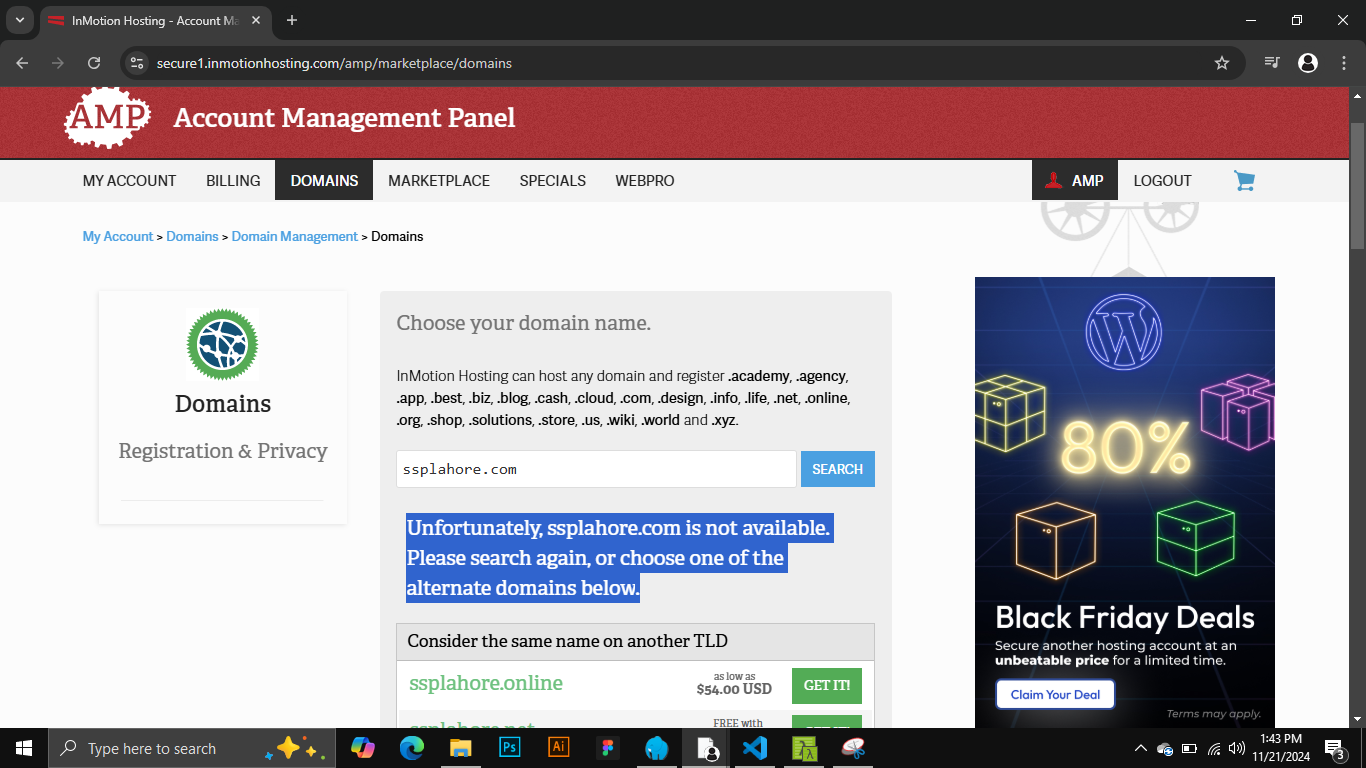 InMotion Hosting - Account Ma
secure1.inmotionhosting.com/amp/marketplace/domains
AMP
Account Management Panel
MY ACCOUNT
BILLING
DOMAINS
MARKETPLACE
SPECIALS
WEBPRO
AMP
LOGOUT
My Account > Domains > Domain Management > Domains
Domains
Registration & Privacy
Choose your domain name.
InMotion Hosting can host any domain and register .academy, .agency,
.app, .best, .biz, .blog, .cash, .cloud, .com, .design, .info, .life, .net, .online,
.org, .shop, .solutions, .store, .us, .wiki, .world and .xyz.
ssplahore.com
SEARCH
Unfortunately, ssplahore.com is not available.
Please search again, or choose one of the
alternate domains below.
Consider the same name on another TLD
ssplahore.online
as low as
$54.00 USD
GET IT!
ssplahore.net
FREE with
80%
Black Friday Deals
Secure another hosting account at an
unbeatable price for a limited time.
Claim Your Deal
Terms may apply.
Type here to search
Ps
Ai
1:43 PM
11/21/2024
3